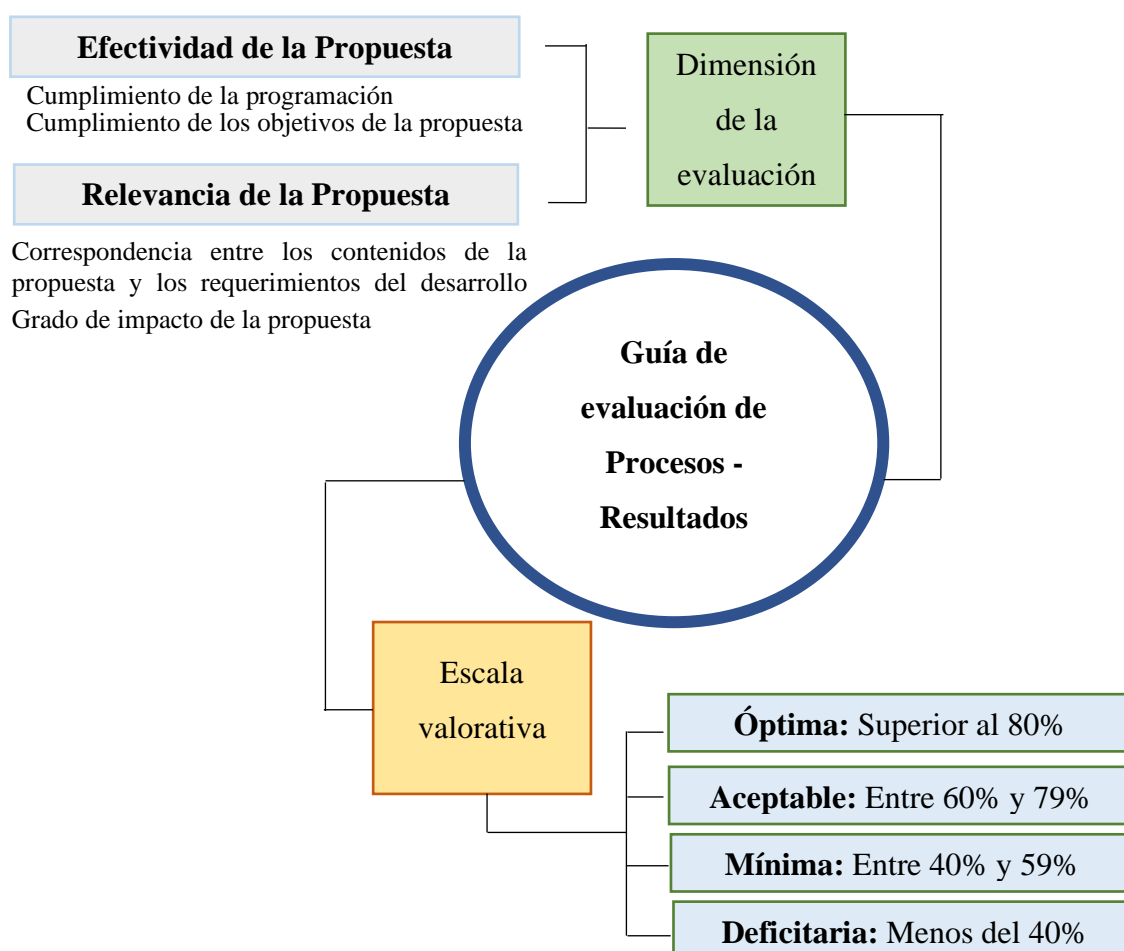 Efectividad de la Propuesta
Cumplimiento de la programación
Cumplimiento de los objetivos de la propuesta
Relevancia de la Propuesta
Correspondencia entre los contenidos de la
propuesta y los requerimientos del desarrollo
Grado de impacto de la propuesta
Dimensión
de la
evaluación
Guía de
evaluación de
Procesos -
Resultados
Escala
valorativa
Óptima: Superior al 80%
Aceptable: Entre 60% y 79%
Mínima: Entre 40% y 59%
Deficitaria: Menos del 40%